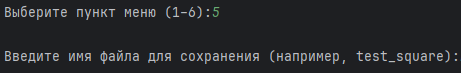 Выберите пункт меню (1-6):5
Введите имя файла для сохранения (например, test_square):